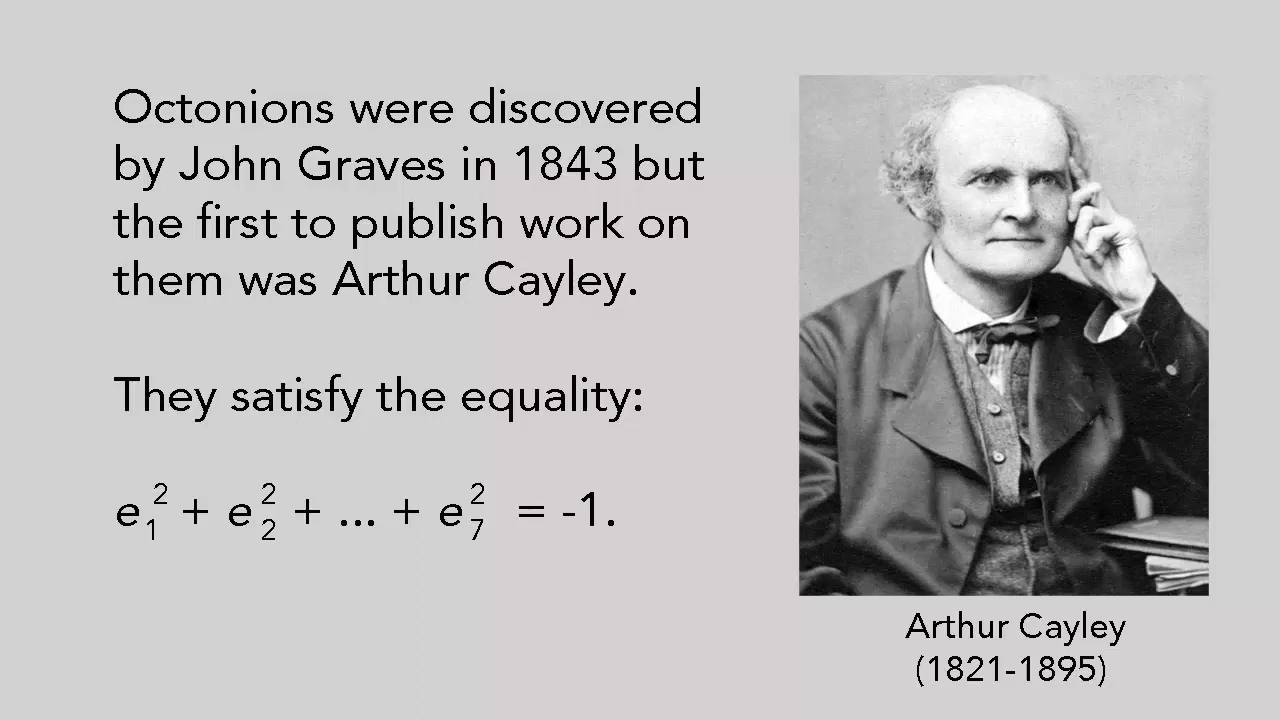 Octonions were discovered
by John Graves in 1843 but
the first to publish work on
them was Arthur Cayley.
They satisfy the equality:
e₁² + e₂² + ... + e₇² = -1.
Arthur Cayley
(1821-1895)